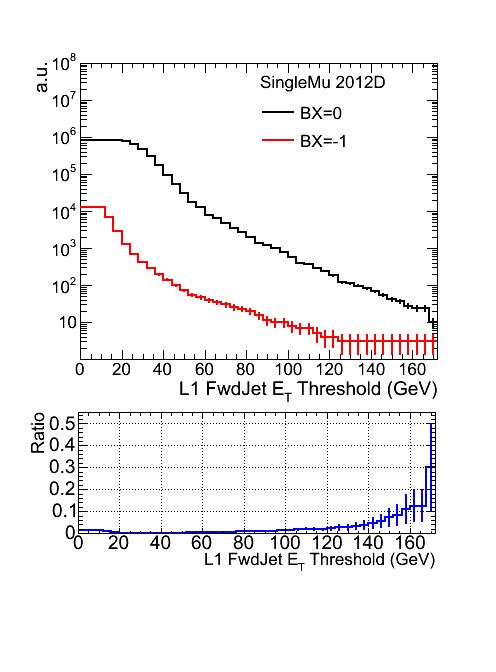 a.u.
SingleMu 2012D
BX=0
BX=-1
10^8
10^7
10^6
10^5
10^4
10^3
10^2
10
0 20 40 60 80 100 120 140 160
L1 FwdJet E_T Threshold (GeV)
Ratio
0.5
0.4
0.3
0.2
0.1
0
0 20 40 60 80 100 120 140 160
L1 FwdJet E_T Threshold (GeV)